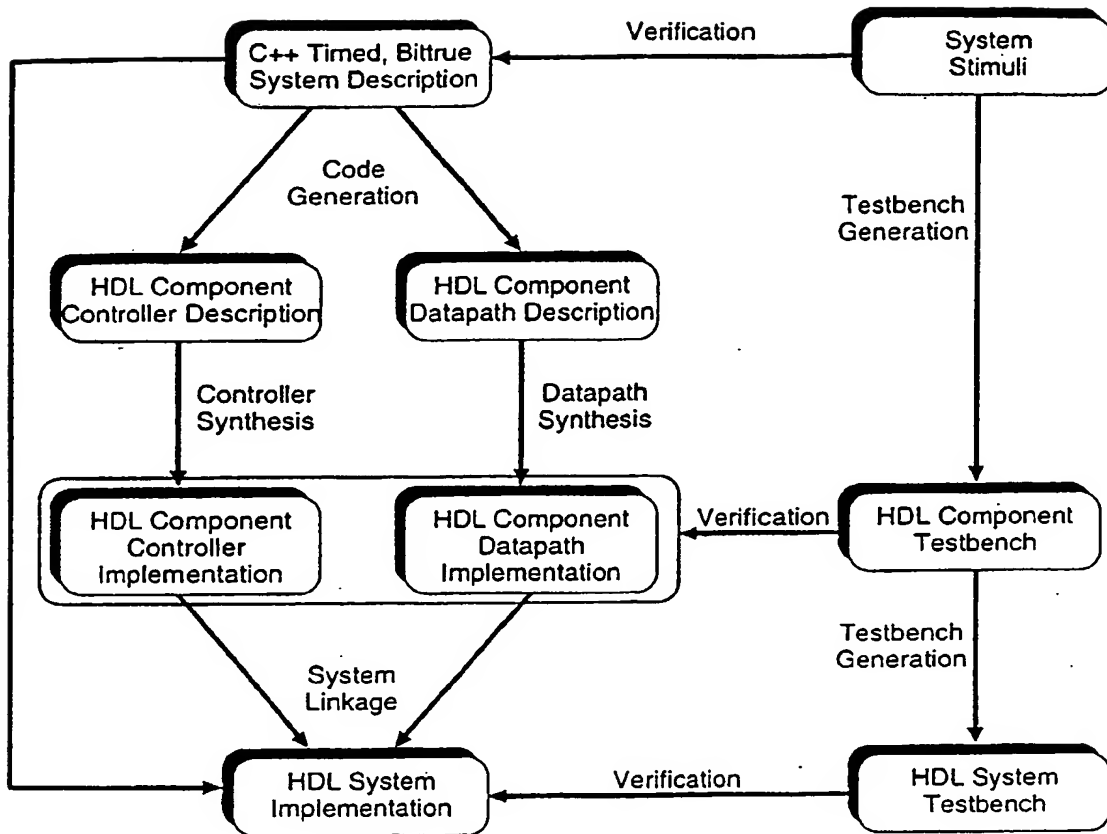 C++ Timed, Bittrue
System Description
Verification
System
Stimuli
Code
Generation
Testbench
Generation
HDL Component
Controller Description
HDL Component
Datapath Description
Controller
Synthesis
Datapath
Synthesis
HDL Component
Controller
Implementation
HDL Component
Datapath
Implementation
Verification
HDL Component
Testbench
System
Linkage
Testbench
Generation
HDL System
Implementation
Verification
HDL System
Testbench